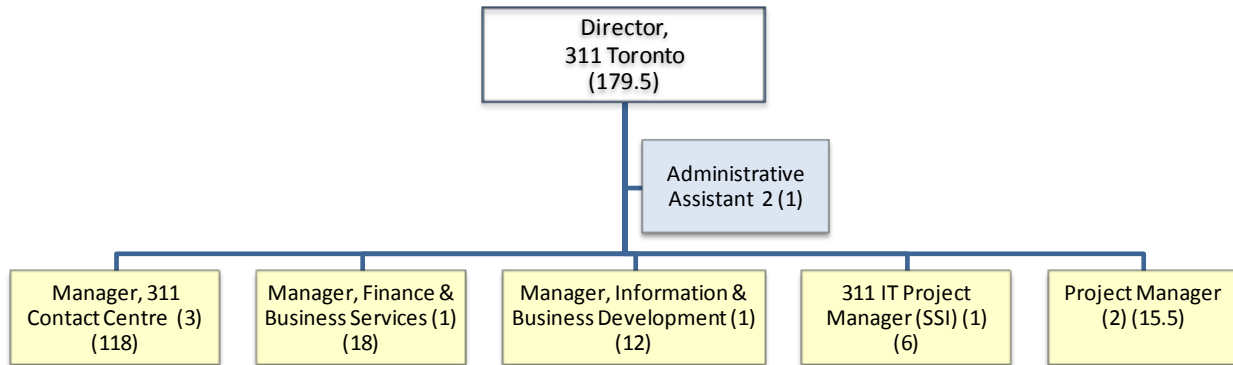 Director,
311 Toronto
(179.5)
Administrative
Assistant 2 (1)
Manager, 311
Contact Centre (3)
(118)
Manager, Finance &
Business Services (1)
(18)
Manager, Information &
Business Development (1)
(12)
311 IT Project
Manager (SSI) (1)
(6)
Project Manager
(2) (15.5)